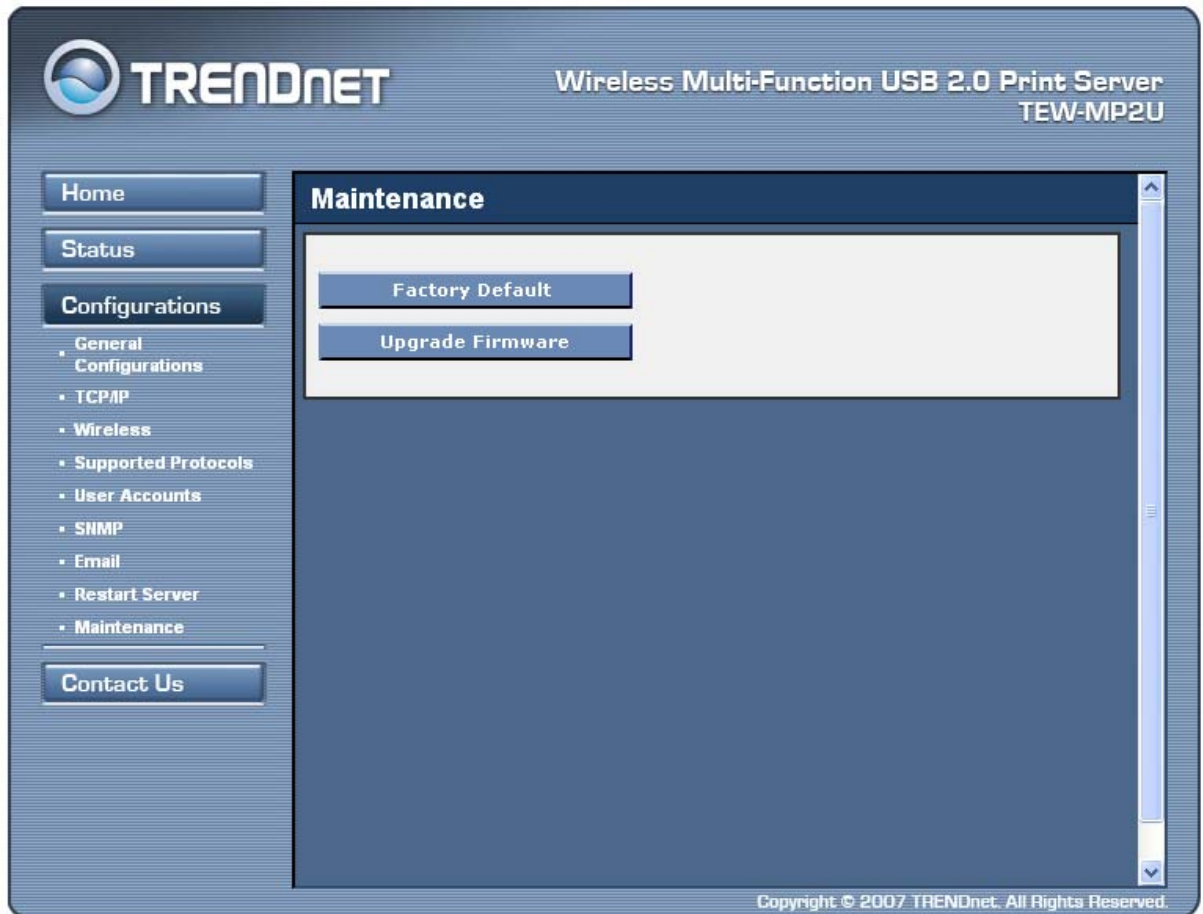 TRENDNET
Wireless Multi-Function USB 2.0 Print Server
TEW-MP2U
Home
Status
Configurations
General
Configurations
TCP/IP
Wireless
Supported Protocols
User Accounts
SNMP
Email
Restart Server
Maintenance
Contact Us
Maintenance
Factory Default
Upgrade Firmware
Copyright © 2007 TRENDnet. All Rights Reserved.